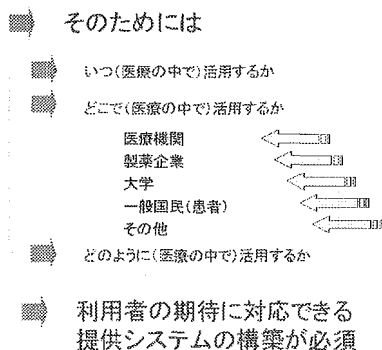 そのためには
いつ(医療の中で)活用するか
どこで(医療の中で)活用するか
医療機関
製薬企業
大学
一般国民(患者)
その他
どのように(医療の中で)活用するか
利用者の期待に対応できる
提供システムの構築が必須